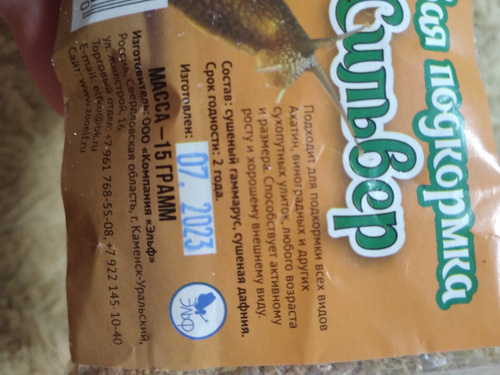 ая подкормка
Сильвер
Подходит для подкормки всех видов
Ахатин, виноградных и других
сухопутных улиток, любого возраста
и размера. Способствует активному
росту и хорошему внешнему виду.
Состав: сушеный гаммарус, сушеная дафния.
Срок годности: 2 года.
Изготовлен: 07. 2023
МАССА – 15 ГРАММ
Изготовитель: ООО «Компания «Эльф»
Россия, Свердловская область, г. Каменск-Уральский,
Торговый отдел: +7 961 768-55-08, +7 922 145-10-40
E-mail:
Сайт:
Эльф